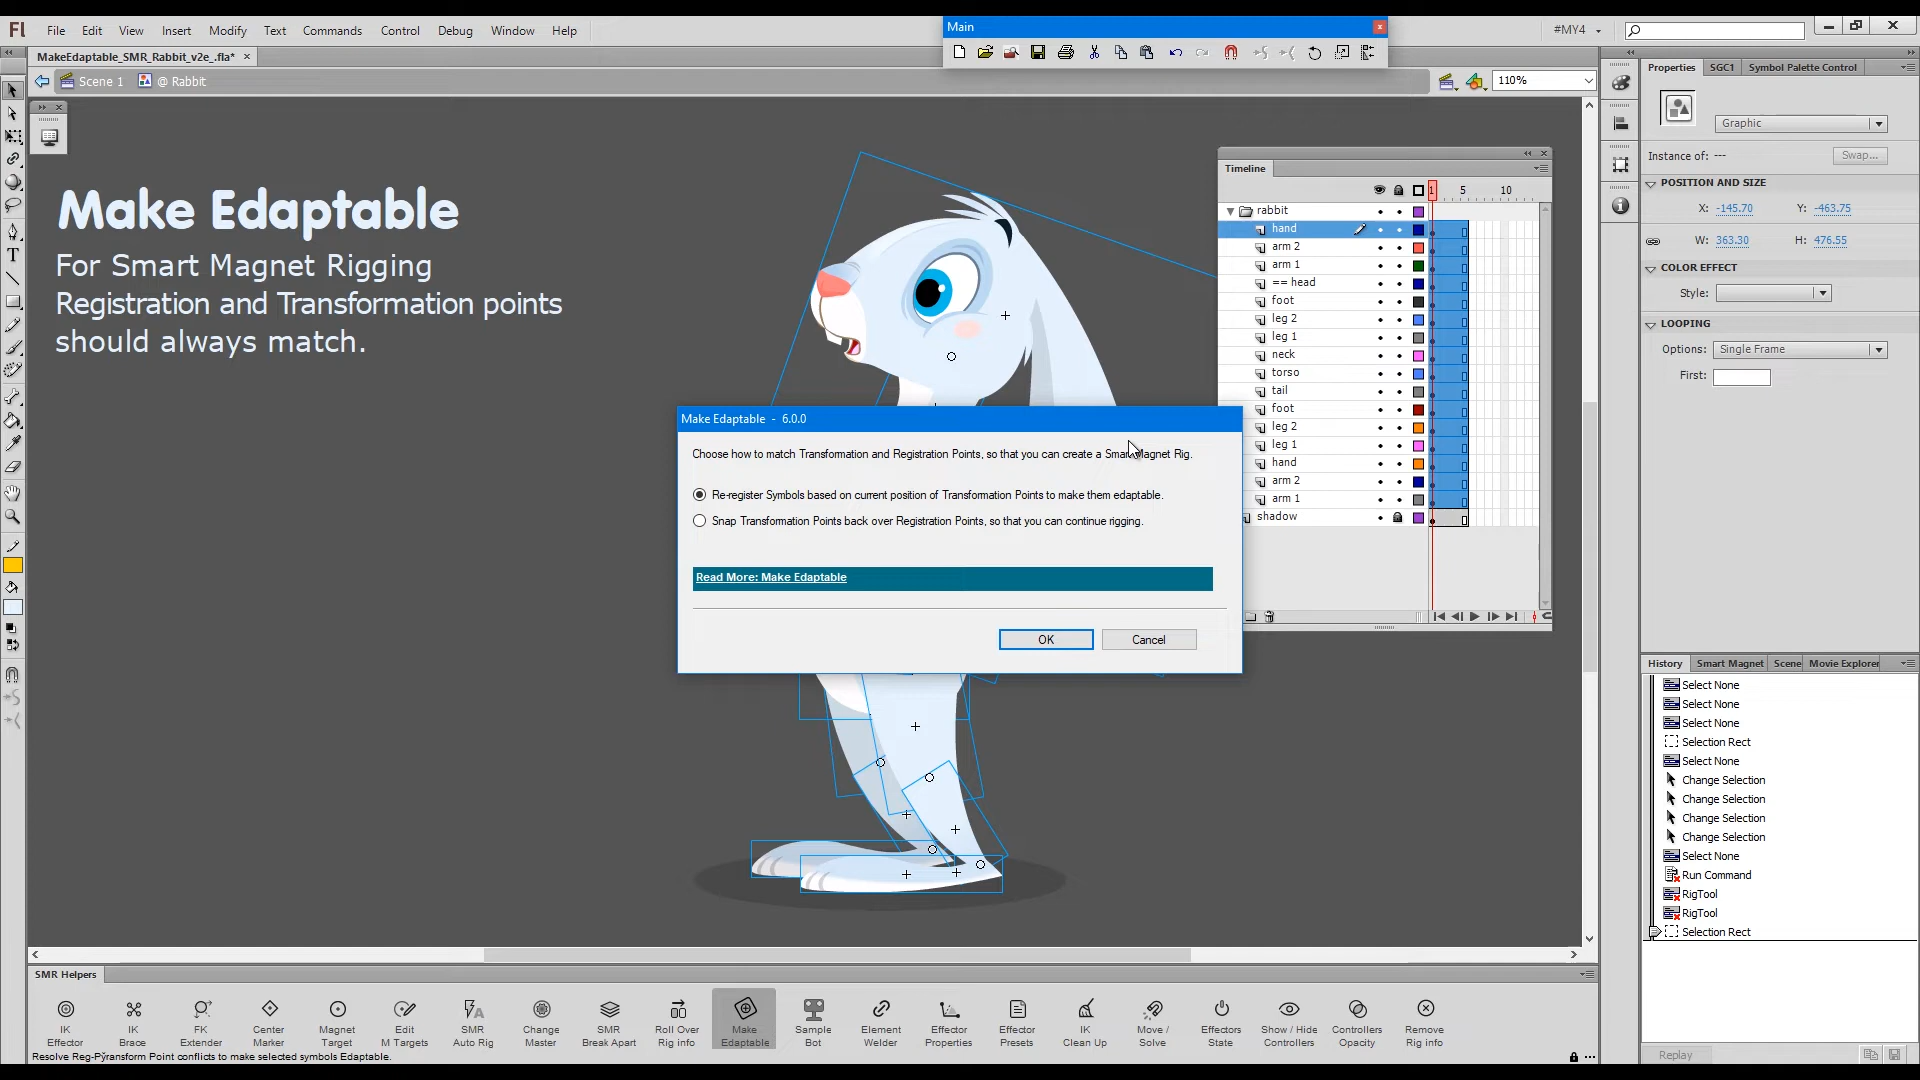 Fl File Edit View Insert Modify Text Commands Control Debug Window Help
Main
#MY4
MakeEdaptable_SMR_Rabbit_v2e_.fla* ×
Scene 1 @ Rabbit
110%
Make Edaptable
For Smart Magnet Rigging
Registration and Transformation points
should always match.
Timeline
1 5 10
rabbit
hand
arm 2
arm 1
== head
foot
leg 2
leg 1
neck
torso
tail
foot
leg 2
leg 1
hand
arm 2
arm 1
shadow
Make Edaptable - 6.0.0
Choose how to match Transformation and Registration Points, so that you can create a Smart Magnet Rig.
Re-register Symbols based on current position of Transformation Points to make them edaptable.
Snap Transformation Points back over Registration Points, so that you can continue rigging.
Read More: Make Edaptable
OK Cancel
Properties SGC1 Symbol Palette Control
Graphic
Instance of: --- Swap...
POSITION AND SIZE
X: -145.70 Y: -463.75
W: 363.30 H: 476.55
COLOR EFFECT
Style:
LOOPING
Options: Single Frame
First:
History Smart Magnet Scene Movie Explorer
Select None
Select None
Select None
Selection Rect
Select None
Change Selection
Change Selection
Change Selection
Change Selection
Select None
Run Command
RigTool
RigTool
Selection Rect
Replay
SMR Helpers
IK Effector
IK Brace
FK Extender
Center Marker
Magnet Target
Edit M Targets
SMR Auto Rig
Change Master
SMR Break Apart
Roll Over Rig info
Make Edaptable
Sample Bot
Element Welder
Effector Properties
Effector Presets
IK Clean Up
Move / Solve
Effectors State
Show / Hide Controllers
Controllers Opacity
Remove Rig info